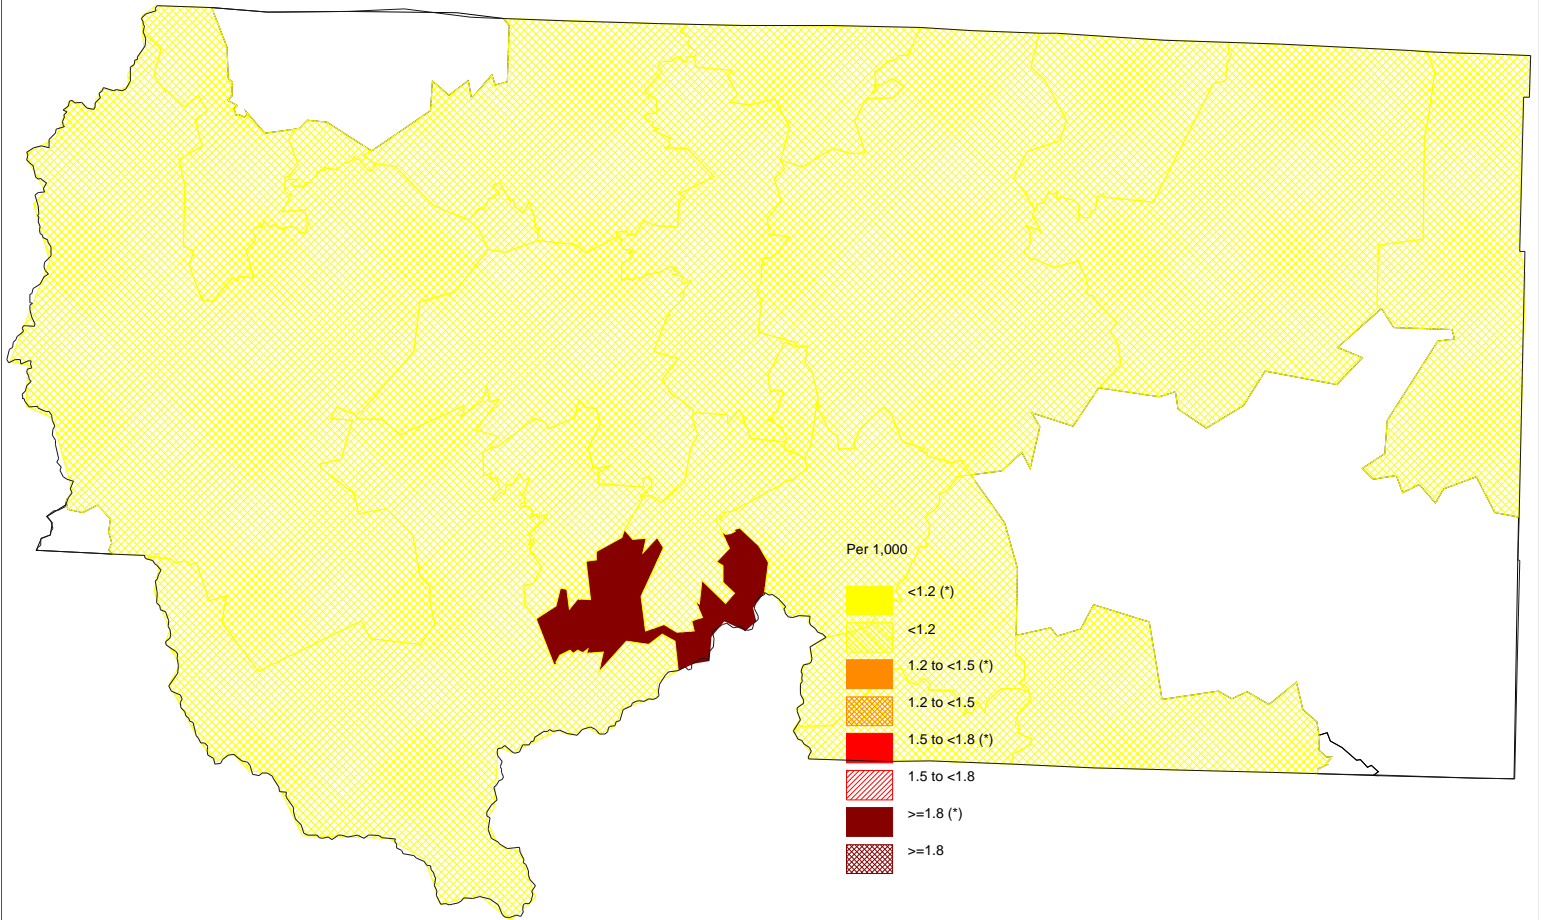 Per 1,000
<1.2 (*)
<1.2
1.2 to <1.5 (*)
1.2 to <1.5
1.5 to <1.8 (*)
1.5 to <1.8
>=1.8 (*)
>=1.8